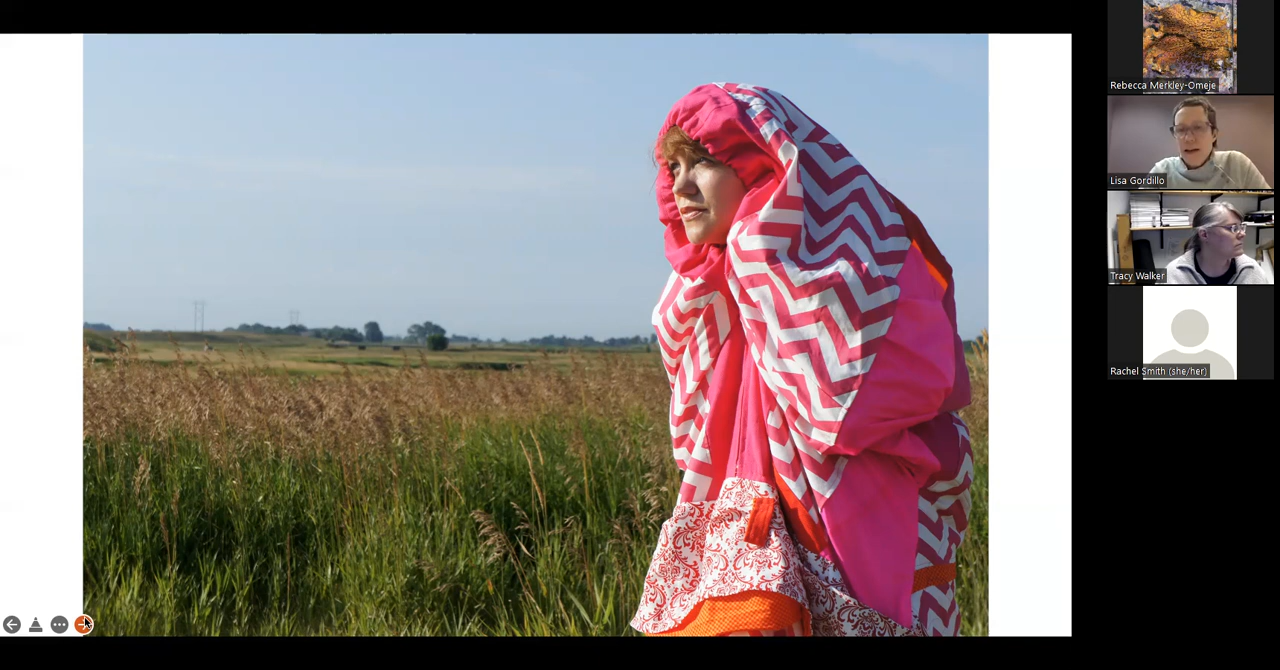 Rebecca Merkley-Omeje
Lisa Gordillo
Tracy Walker
Rachel Smith (she/her)